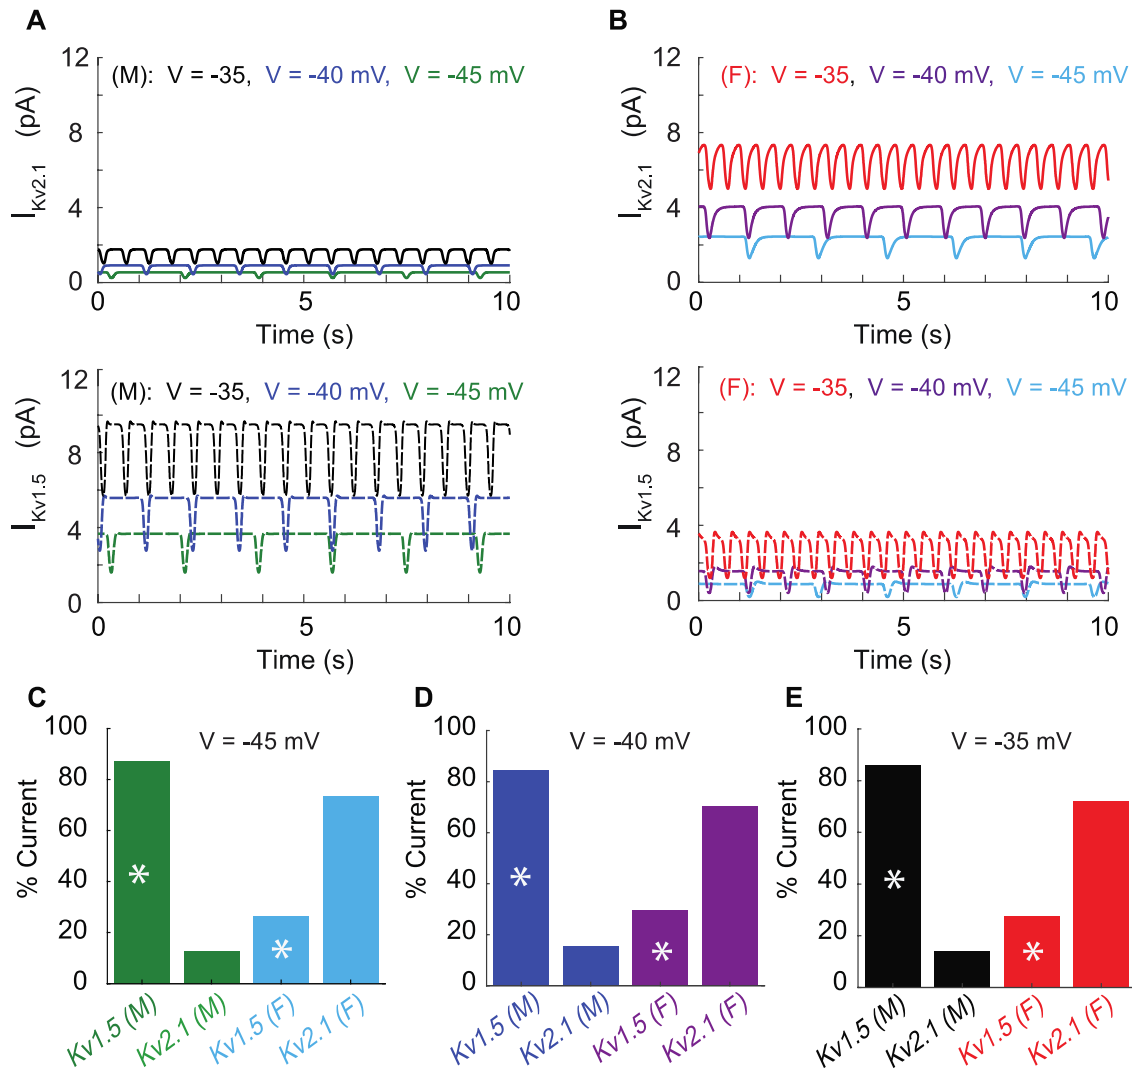 A
I Kv2.1 (pA)
12
8
4
0
(M): V = -35, V = -40 mV, V = -45 mV
0 5 10
Time (s)
B
I Kv2.1 (pA)
12
8
4
0
(F): V = -35, V = -40 mV, V = -45 mV
0 5 10
Time (s)
I Kv1.5 (pA)
12
8
4
0
(M): V = -35, V = -40 mV, V = -45 mV
0 5 10
Time (s)
I Kv1.5 (pA)
12
8
4
0
(F): V = -35, V = -40 mV, V = -45 mV
0 5 10
Time (s)
C
V = -45 mV
% Current
100
80
60
40
20
0
*
*
Kv1.5 (M)
Kv2.1 (M)
Kv1.5 (F)
Kv2.1 (F)
D
V = -40 mV
% Current
100
80
60
40
20
0
*
*
Kv1.5 (M)
Kv2.1 (M)
Kv1.5 (F)
Kv2.1 (F)
E
V = -35 mV
% Current
100
80
60
40
20
0
*
*
Kv1.5 (M)
Kv2.1 (M)
Kv1.5 (F)
Kv2.1 (F)